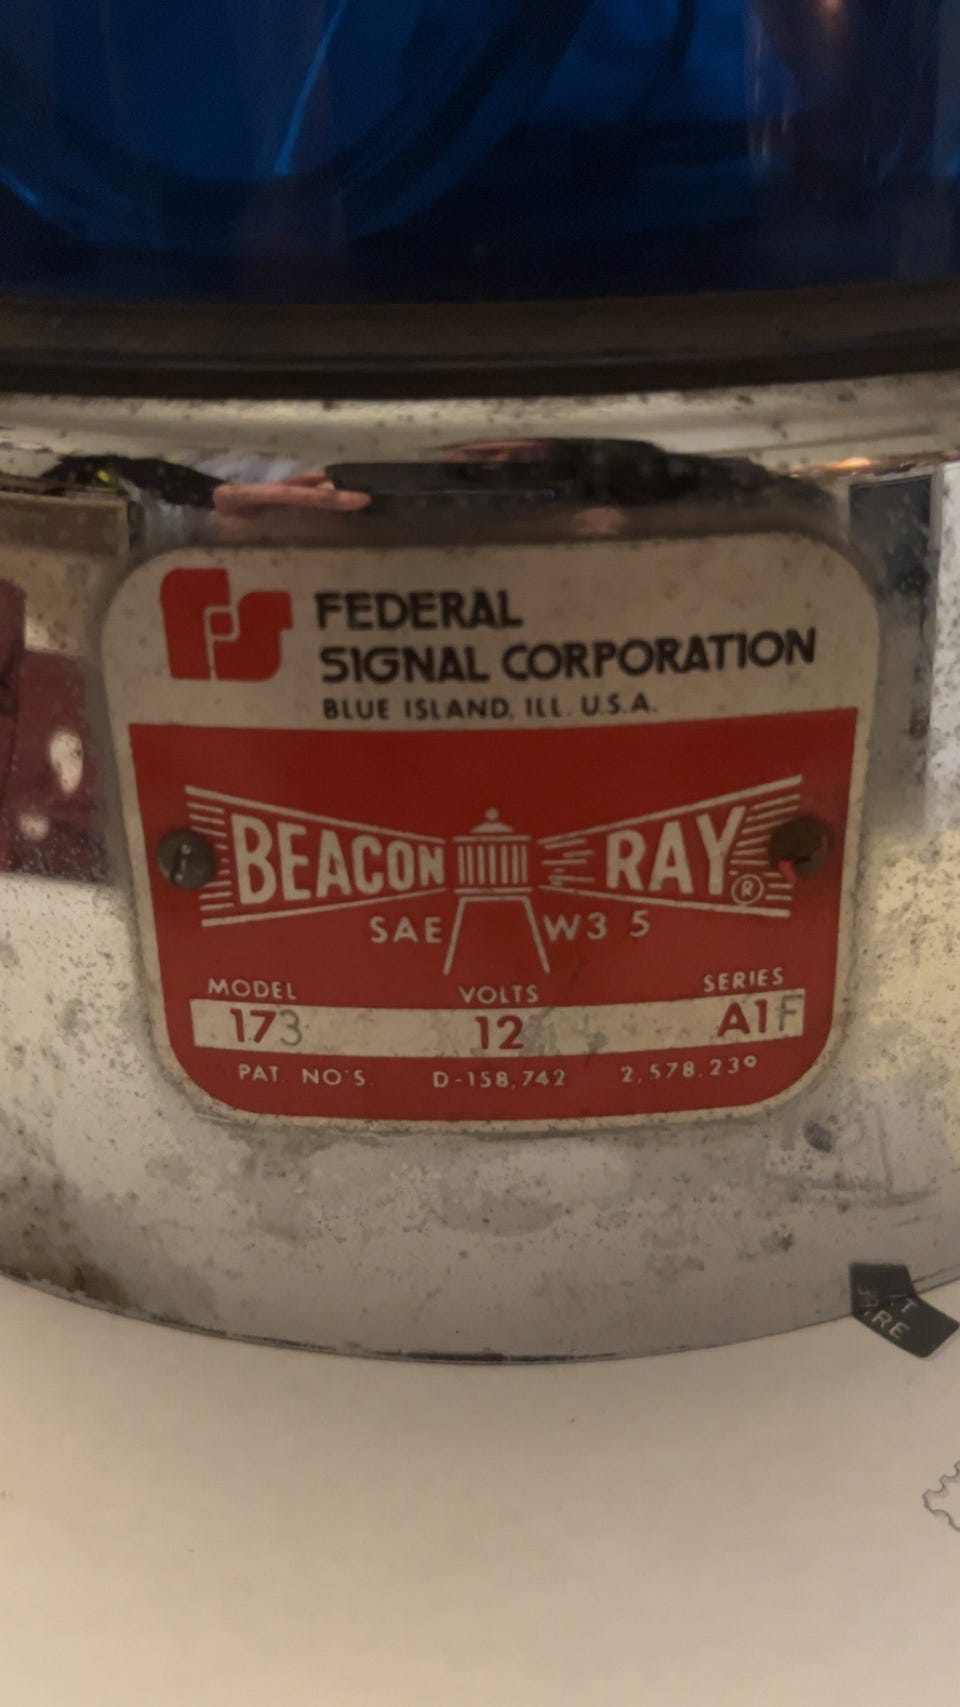 FEDERAL
SIGNAL CORPORATION
BLUE ISLAND, ILL. U.S.A.
BEACON RAY®
SAE W3 5
MODEL VOLTS SERIES
173 12 A1F
PAT. NO'S. D-158,742 2,578,239